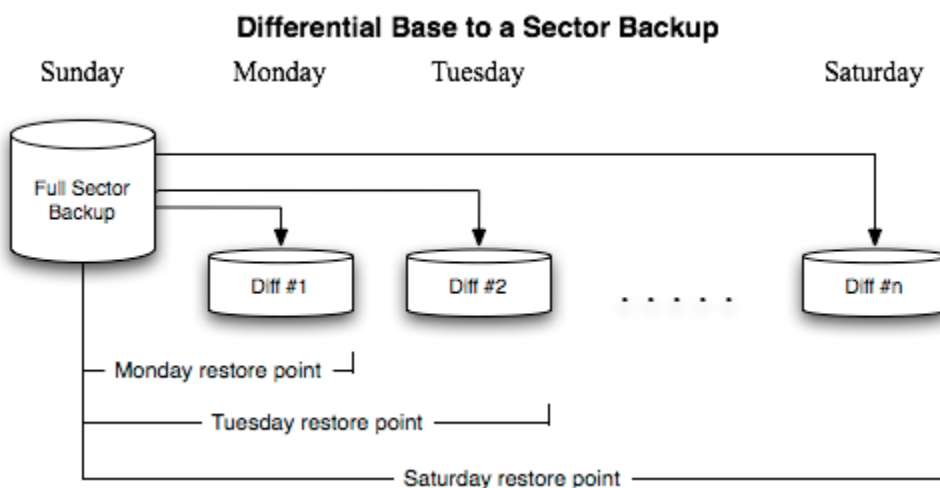 Differential Base to a Sector Backup
Sunday Monday Tuesday Saturday
Full Sector
Backup
Diff #1 Diff #2 . . . . . Diff #n
Monday restore point
Tuesday restore point
Saturday restore point